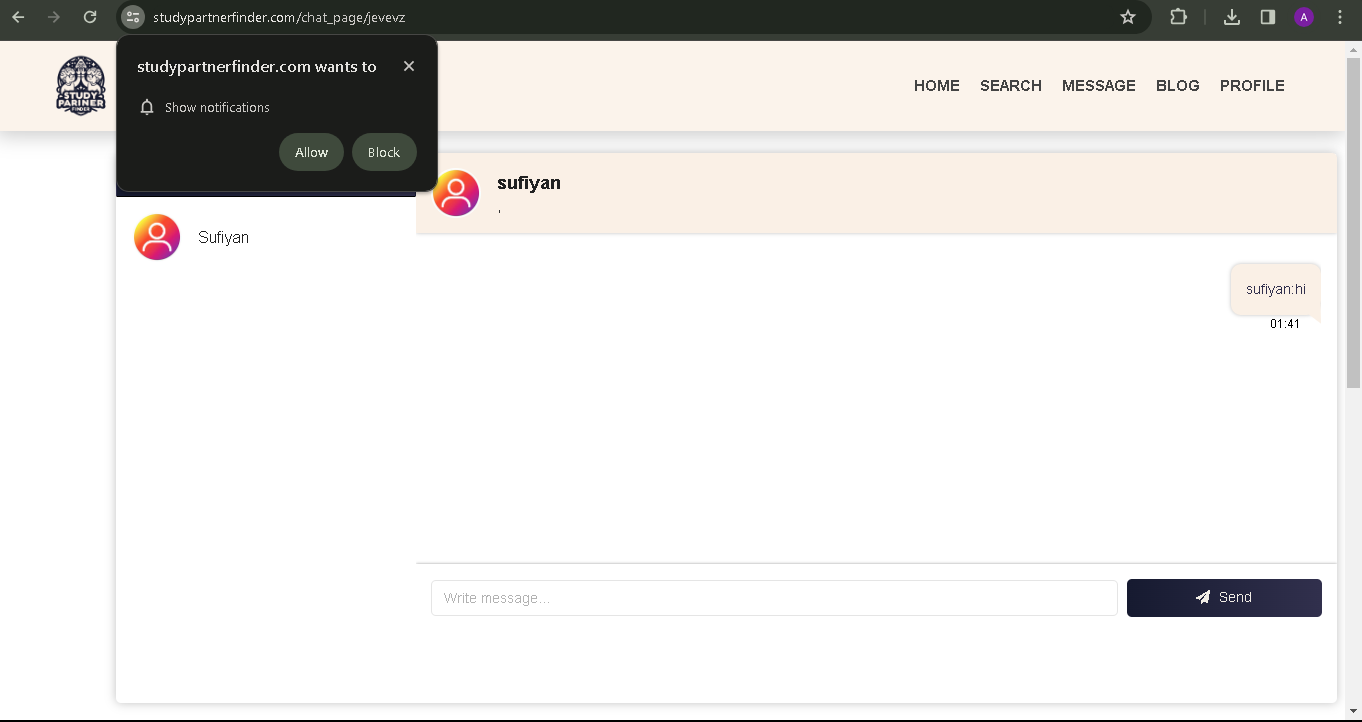 studypartnerfinder.com/chat_page/jevevz
A
studypartnerfinder.com wants to
Show notifications
Allow
Block
STUDY
PARINER
FINDER
HOME
SEARCH
MESSAGE
BLOG
PROFILE
Sufiyan
sufiyan
,
sufiyan:hi
01:41
Write message...
Send